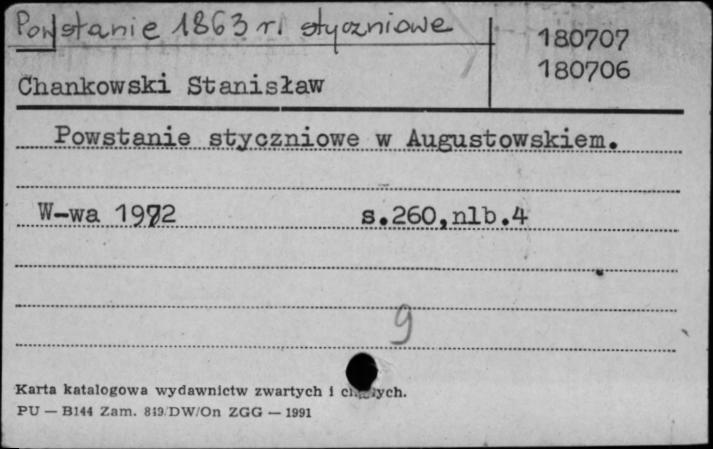 Powstanie 1863 r. styczniowe
180707
180706
Chankowski Stanisław
Powstanie styczniowe w Augustowskiem.
W-wa 1972 s.260,nlb.4
9
Karta katalogowa wydawnictw zwartych i
PU — B144 Zam. 819/DW/On ZGG — 1991